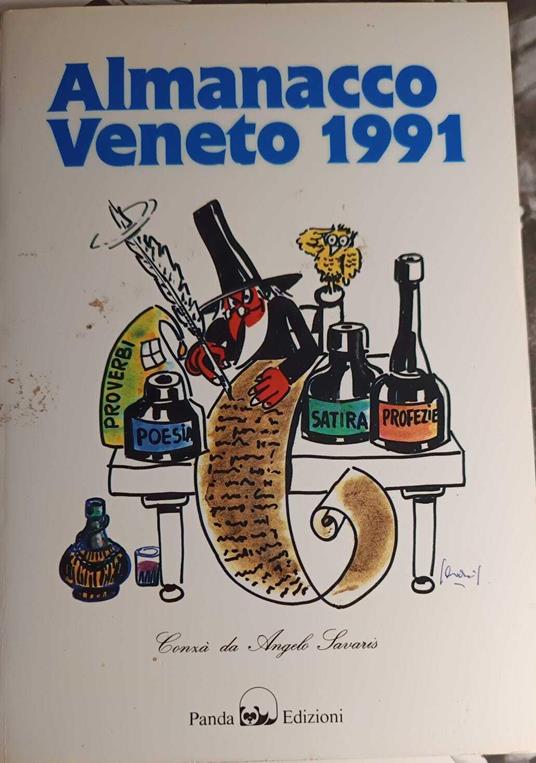 Almanacco
Veneto 1991
PROVERBI
POESIA
SATIRA
PROFEZIE
Conzà da Angelo Savaris
Panda Edizioni